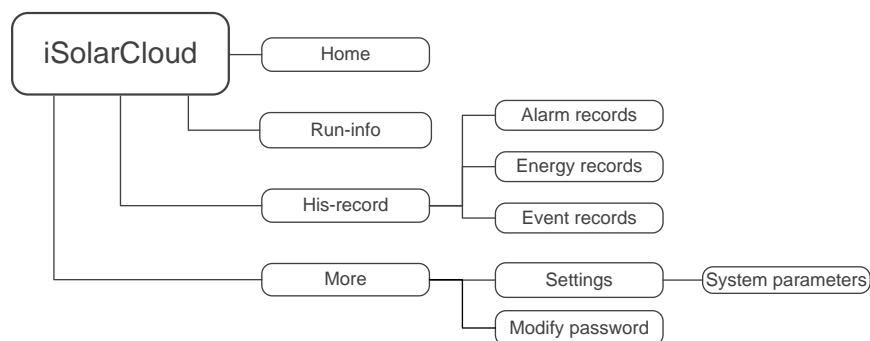 iSolarCloud
Home
Run-info
His-record
Alarm records
Energy records
Event records
More
Settings
System parameters
Modify password